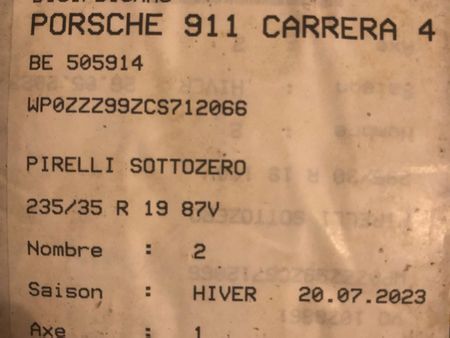 PORSCHE 911 CARRERA 4
BE 505914
WP0ZZZ99ZCS712066
PIRELLI SOTTOZERO
235/35 R 19 87V
Nombre : 2
Saison : HIVER 20.07.2023
Axe : 1